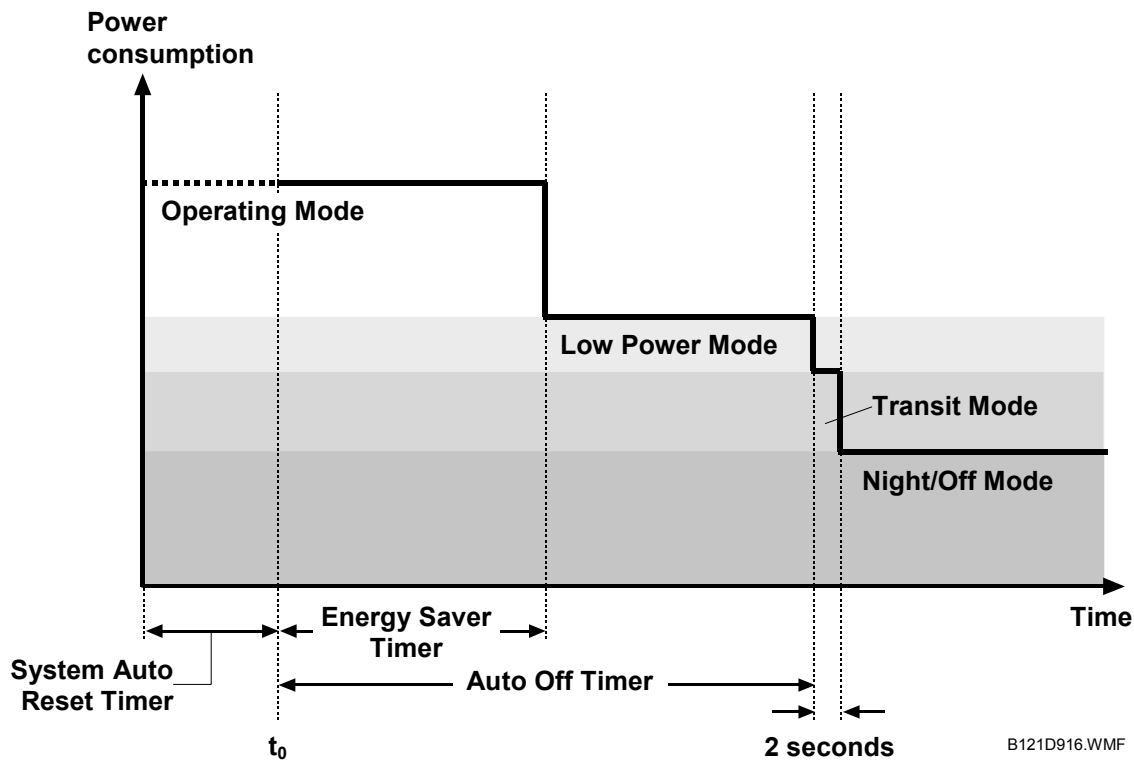 Power
consumption
Operating Mode
Low Power Mode
Transit Mode
Night/Off Mode
Time
Energy Saver
Timer
System Auto
Reset Timer
Auto Off Timer
t₀
2 seconds
B121D916.WMF